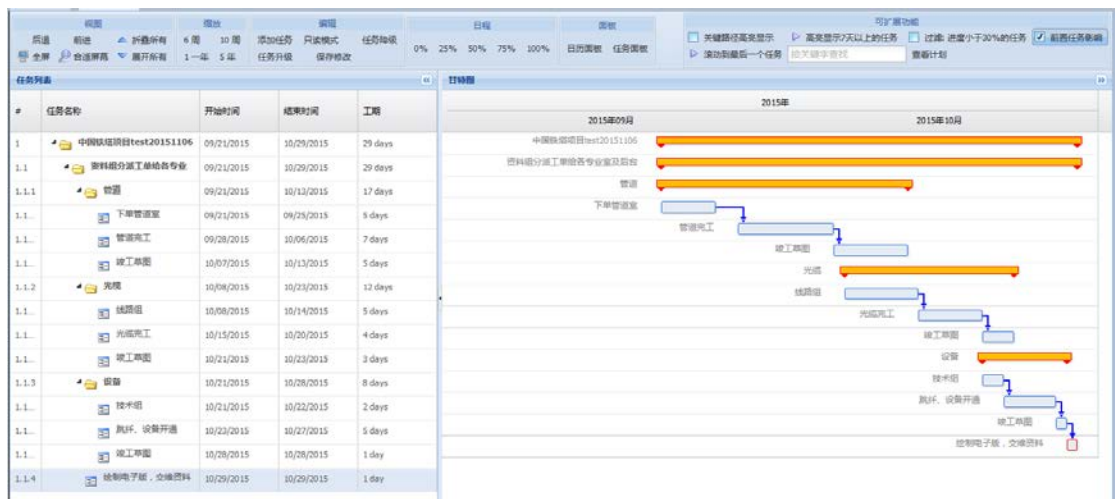 视图 缩放 编辑 日程 面板 可扩展功能
后退 前进 折叠所有 6 周 10 周 添加任务 只读模式 任务降级 0% 25% 50% 75% 100% 日历面板 任务面板 关键路径高亮显示 高亮显示7天以上的任务 过滤: 进度小于30%的任务 前置任务影响
全屏 合适屏幕 展开所有 1 一年 5 年 任务升级 保存修改 滚动到最后一个任务 按关键字查找 查看计划
任务列表 甘特图
# 任务名称 开始时间 结束时间 工期
2015年
2015年09月 2015年10月
1 中国铁塔项目test20151106 09/21/2015 10/29/2015 29 days 中国铁塔项目test20151106
1.1 资料组分派工单给各专业 09/21/2015 10/29/2015 29 days 资料组分派工单给各专业室及后台
1.1.1 管道 09/21/2015 10/13/2015 17 days 管道
1.1... 下单管道室 09/21/2015 09/25/2015 5 days 下单管道室
1.1... 管道完工 09/28/2015 10/06/2015 7 days 管道完工
1.1... 竣工草图 10/07/2015 10/13/2015 5 days 竣工草图
1.1.2 光缆 10/08/2015 10/23/2015 12 days 光缆
1.1... 线路组 10/08/2015 10/14/2015 5 days 线路组
1.1... 光缆完工 10/15/2015 10/20/2015 4 days 光缆完工
1.1... 竣工草图 10/21/2015 10/23/2015 3 days 竣工草图
1.1.3 设备 10/21/2015 10/28/2015 8 days 设备
1.1... 技术组 10/21/2015 10/22/2015 2 days 技术组
1.1... 跳纤、设备开通 10/23/2015 10/27/2015 5 days 跳纤、设备开通
1.1... 竣工草图 10/28/2015 10/28/2015 1 day 竣工草图
1.1.4 绘制电子版，交维资料 10/29/2015 10/29/2015 1 day 绘制电子版，交维资料